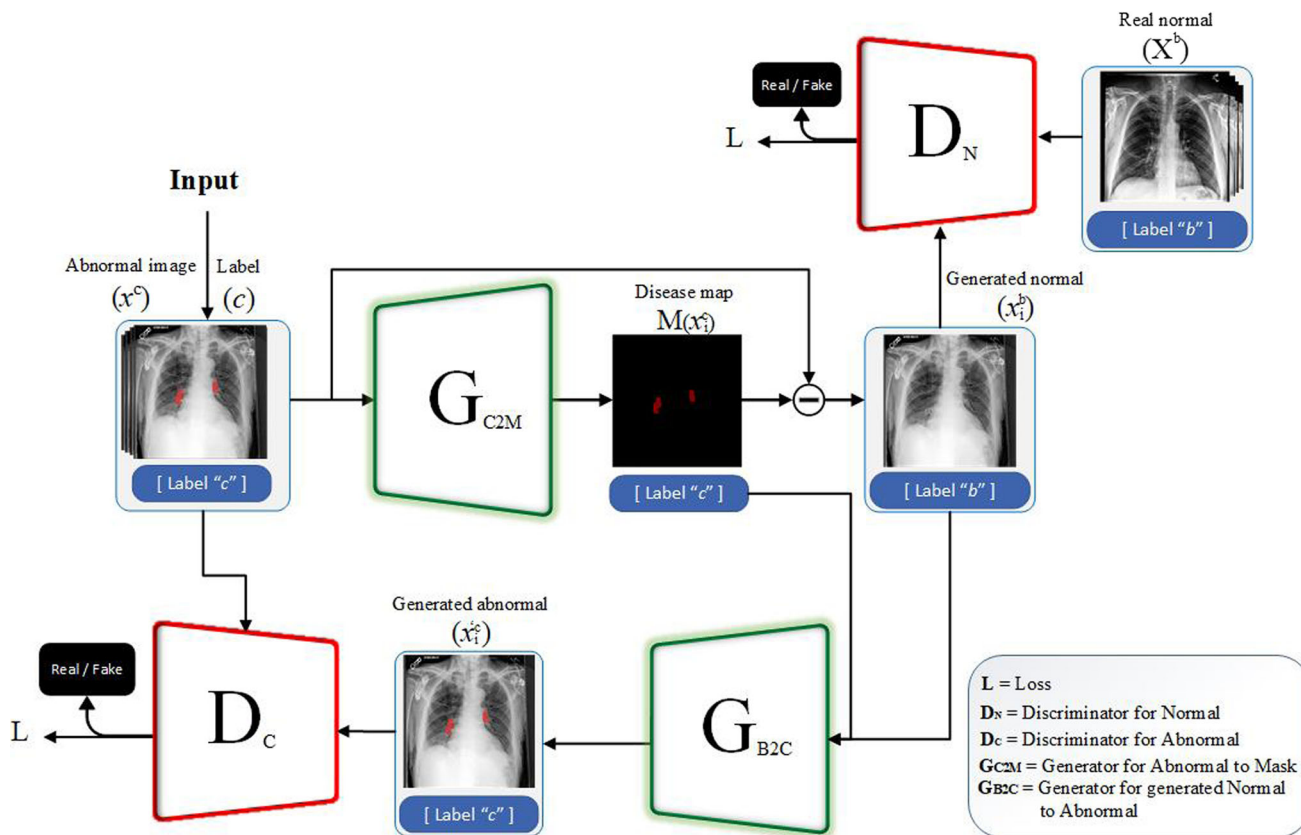 Real normal
(X^b)
Real / Fake
L
D_N
[ Label “b” ]
Input
Abnormal image
(x^c)
Label
(c)
Generated normal
(x_i^b)
Disease map
M(x_i^c)
G_C2M
[ Label “c” ]
[ Label “c” ]
[ Label “b” ]
Generated abnormal
(x_i^'c)
Real / Fake
L
D_C
G_B2C
[ Label “c” ]
L = Loss
D_N = Discriminator for Normal
D_C = Discriminator for Abnormal
G_C2M = Generator for Abnormal to Mask
G_B2C = Generator for generated Normal
to Abnormal